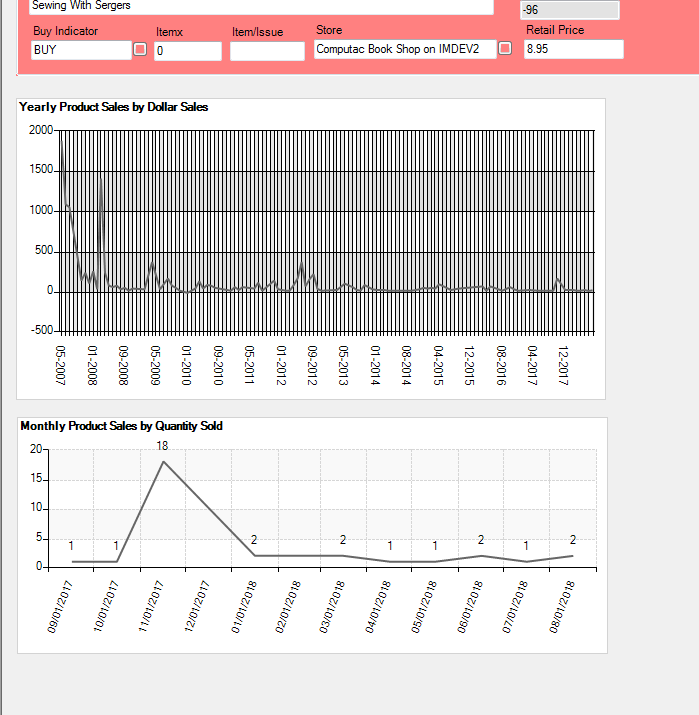 Sewing With Sergers
-96
Buy Indicator Itemx Item/Issue Store Retail Price
BUY 0 Computac Book Shop on IMDEV2 8.95
Yearly Product Sales by Dollar Sales
2000
1500
1000
500
0
-500
05-2007 01-2008 09-2008 05-2009 01-2010 09-2010 05-2011 01-2012 09-2012 05-2013 01-2014 08-2014 04-2015 12-2015 08-2016 04-2017 12-2017
Monthly Product Sales by Quantity Sold
20
15
10
5
0
1 1 18 2 2 1 1 2 1 2
09/01/2017 10/01/2017 11/01/2017 12/01/2017 01/01/2018 02/01/2018 03/01/2018 04/01/2018 05/01/2018 06/01/2018 07/01/2018 08/01/2018